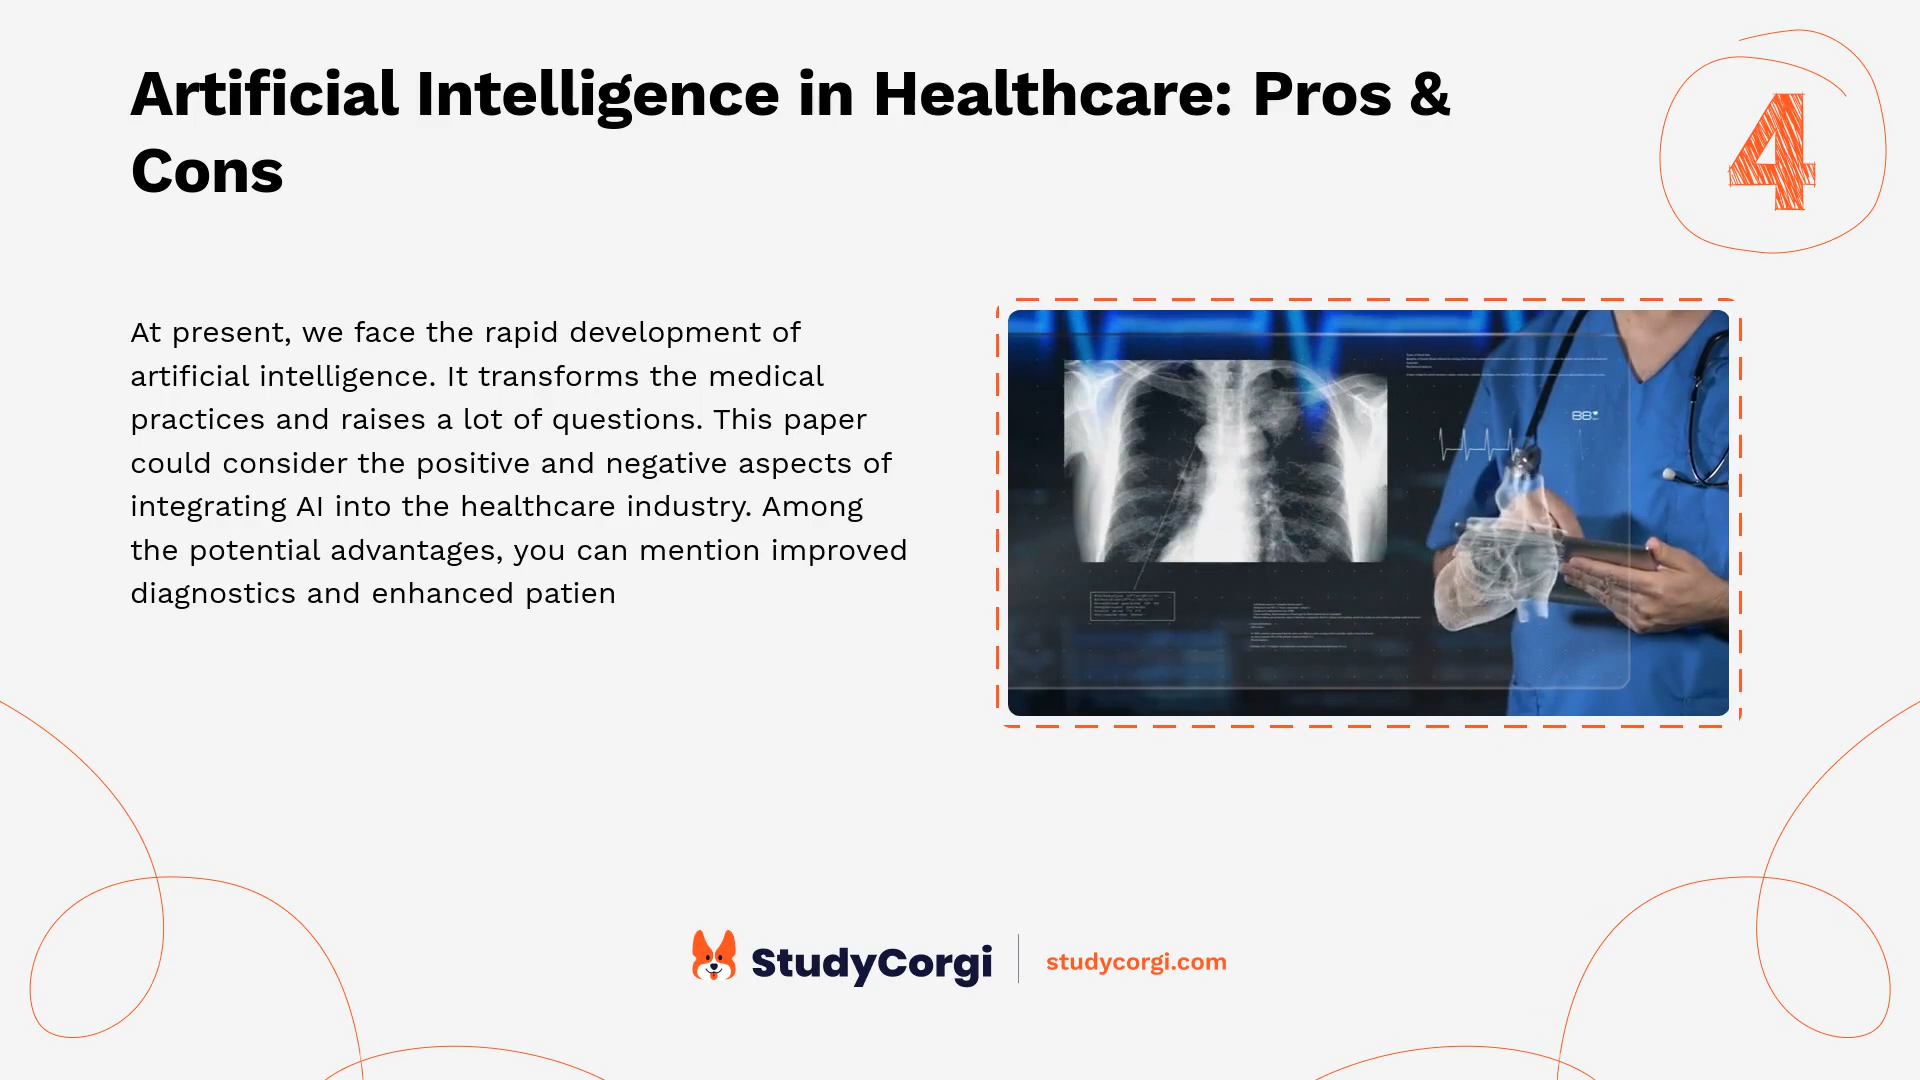 Artificial Intelligence in Healthcare: Pros &
Cons
4
At present, we face the rapid development of
artificial intelligence. It transforms the medical
practices and raises a lot of questions. This paper
could consider the positive and negative aspects of
integrating AI into the healthcare industry. Among
the potential advantages, you can mention improved
diagnostics and enhanced patien
88
StudyCorgi
studycorgi.com